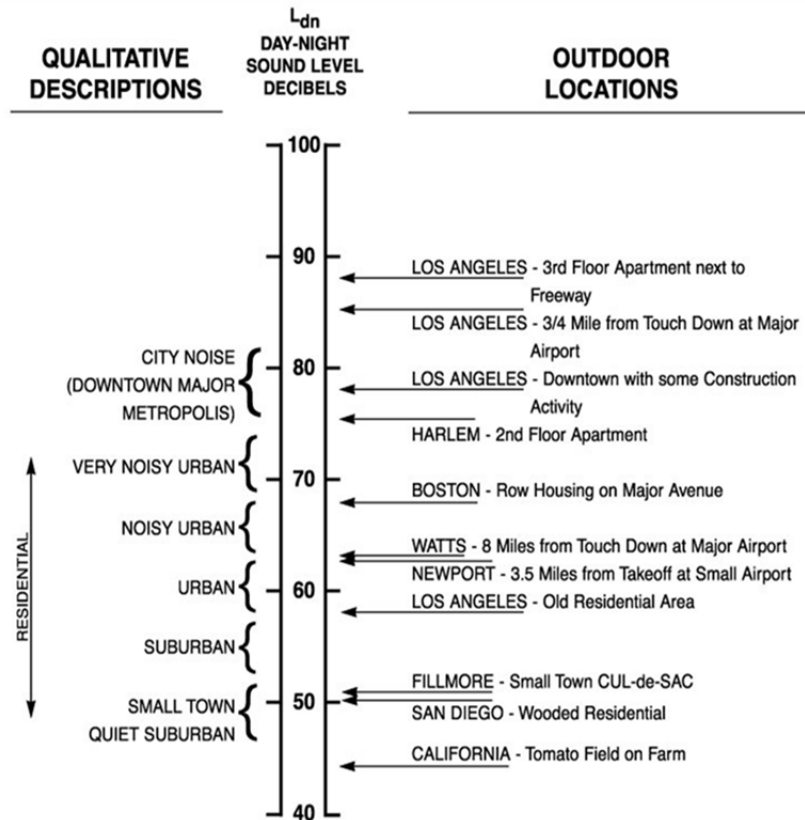 QUALITATIVE
DESCRIPTIONS
Ldn
DAY-NIGHT
SOUND LEVEL
DECIBELS
OUTDOOR
LOCATIONS
100
90
80
70
60
50
40
CITY NOISE
(DOWNTOWN MAJOR
METROPOLIS)
VERY NOISY URBAN
NOISY URBAN
URBAN
SUBURBAN
SMALL TOWN
QUIET SUBURBAN
RESIDENTIAL
LOS ANGELES - 3rd Floor Apartment next to
Freeway
LOS ANGELES - 3/4 Mile from Touch Down at Major
Airport
LOS ANGELES - Downtown with some Construction
Activity
HARLEM - 2nd Floor Apartment
BOSTON - Row Housing on Major Avenue
WATTS - 8 Miles from Touch Down at Major Airport
NEWPORT - 3.5 Miles from Takeoff at Small Airport
LOS ANGELES - Old Residential Area
FILLMORE - Small Town CUL-de-SAC
SAN DIEGO - Wooded Residential
CALIFORNIA - Tomato Field on Farm